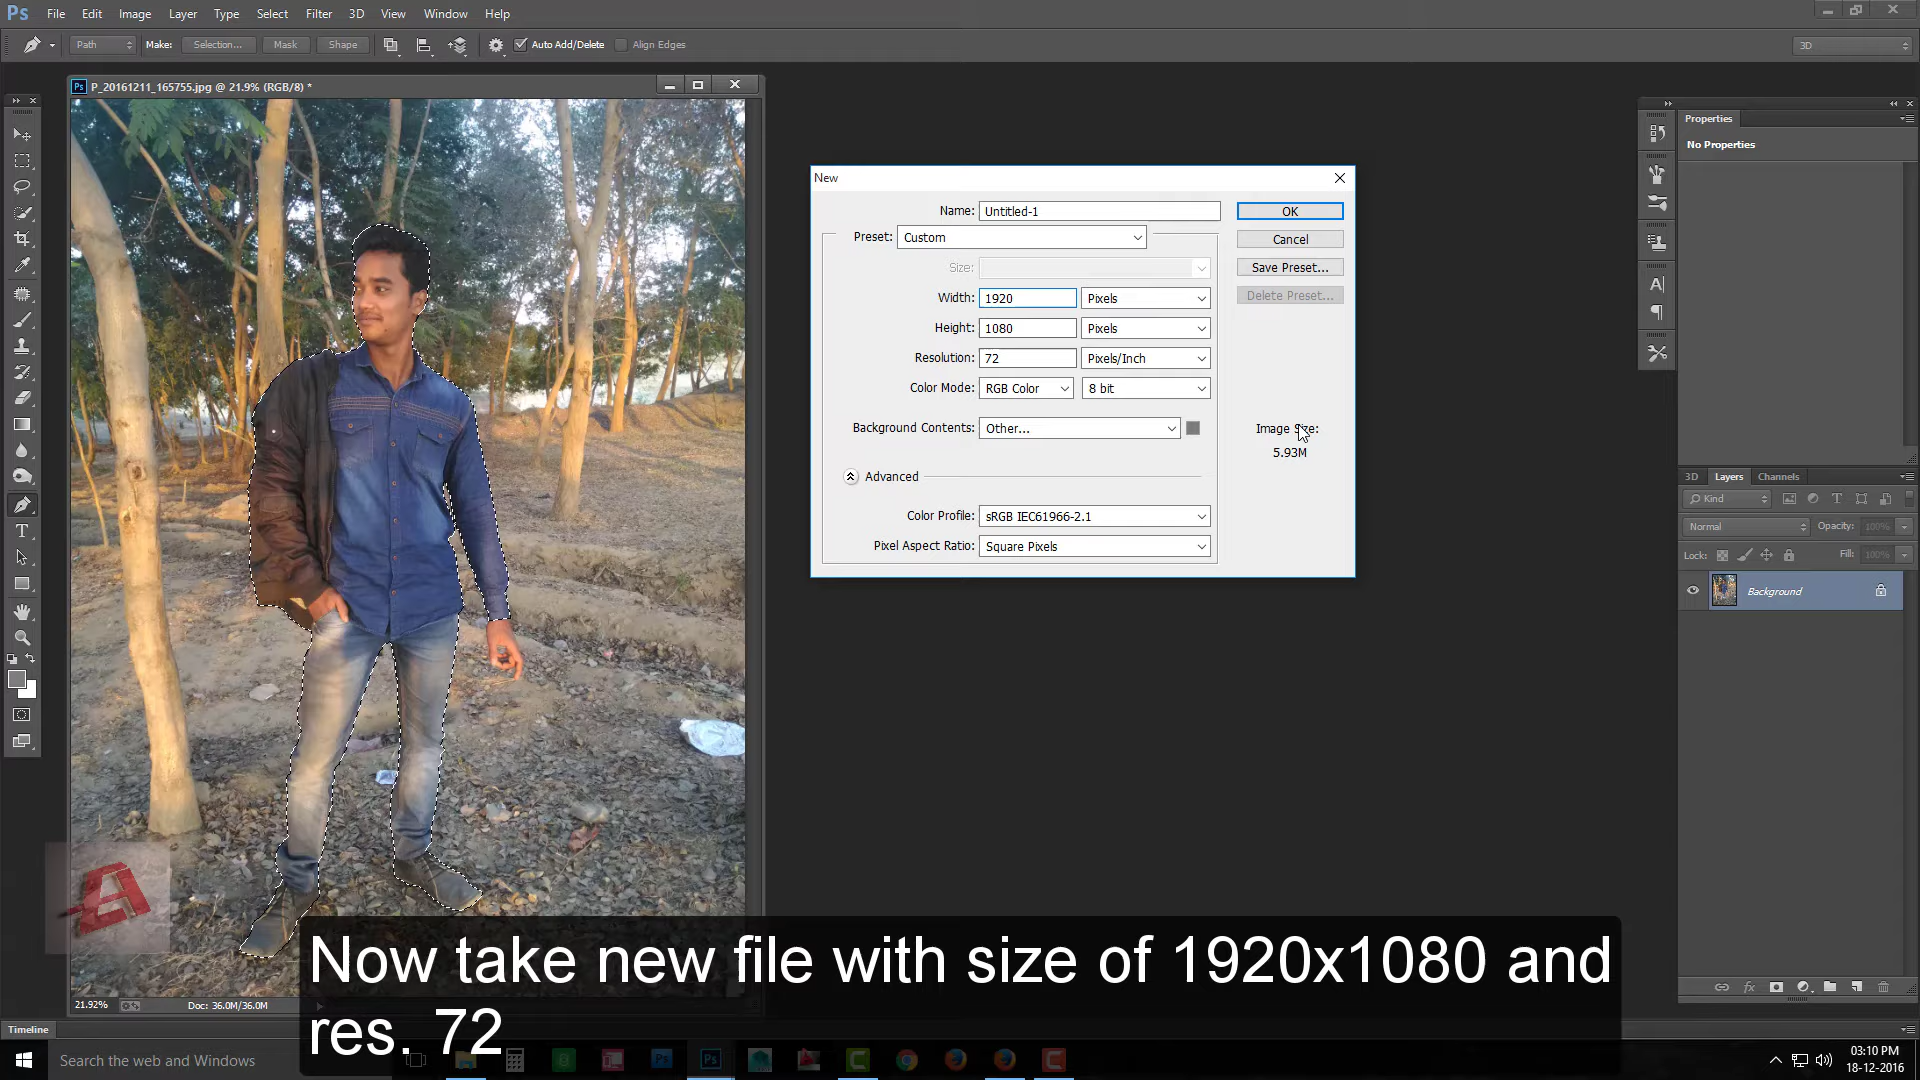 Ps File Edit Image Layer Type Select Filter 3D View Window Help
Path Make: Selection... Mask Shape Auto Add/Delete Align Edges 3D
Ps P_20161211_165755.jpg @ 21.9% (RGB/8) *
New
Name: Untitled-1 OK
Preset: Custom Cancel
Size: Save Preset...
Width: 1920 Pixels Delete Preset...
Height: 1080 Pixels
Resolution: 72 Pixels/Inch
Color Mode: RGB Color 8 bit
Background Contents: Other... Image Size:
5.93M
Advanced
Color Profile: sRGB IEC61966-2.1
Pixel Aspect Ratio: Square Pixels
Properties
No Properties
3D Layers Channels
Kind
Normal Opacity: 100%
Lock: Fill: 100%
Background
A
21.92% Doc: 36.0M/36.0M
Now take new file with size of 1920x1080 and
res. 72
Timeline
Search the web and Windows
03:10 PM
18-12-2016